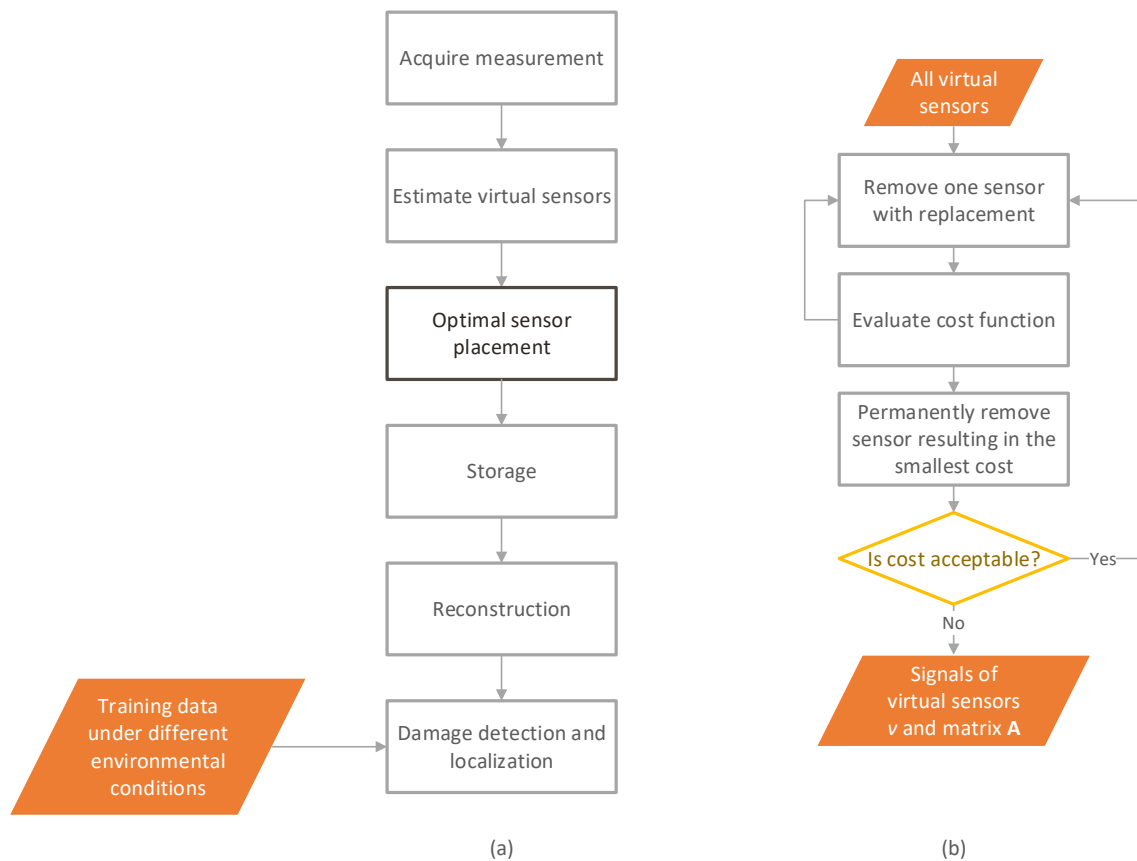 Acquire measurement
Estimate virtual sensors
Optimal sensor
placement
Storage
Reconstruction
Training data
under different
environmental
conditions
Damage detection and
localization
(a)
All virtual
sensors
Remove one sensor
with replacement
Evaluate cost function
Permanently remove
sensor resulting in the
smallest cost
Is cost acceptable?
Yes
No
Signals of
virtual sensors
v and matrix A
(b)